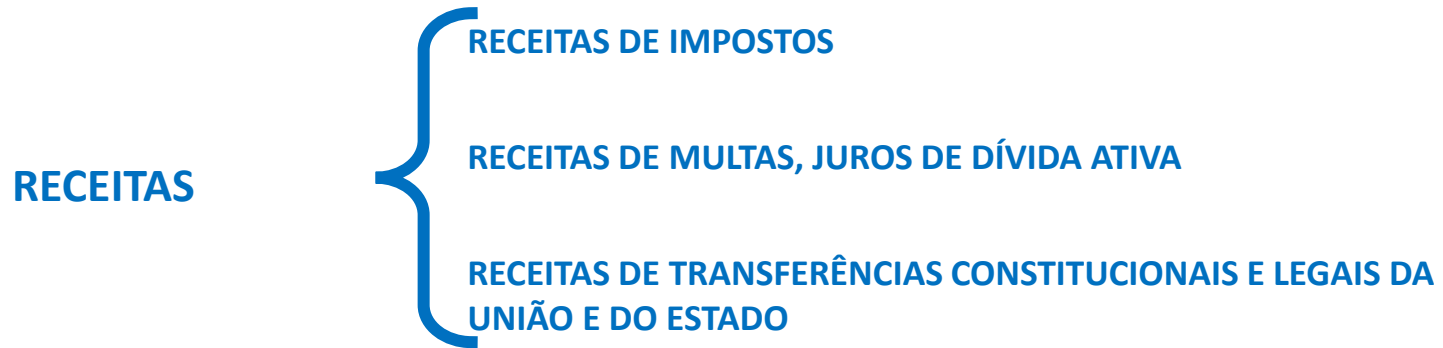 RECEITAS
RECEITAS DE IMPOSTOS
RECEITAS DE MULTAS, JUROS DE DÍVIDA ATIVA
RECEITAS DE TRANSFERÊNCIAS CONSTITUCIONAIS E LEGAIS DA
UNIÃO E DO ESTADO